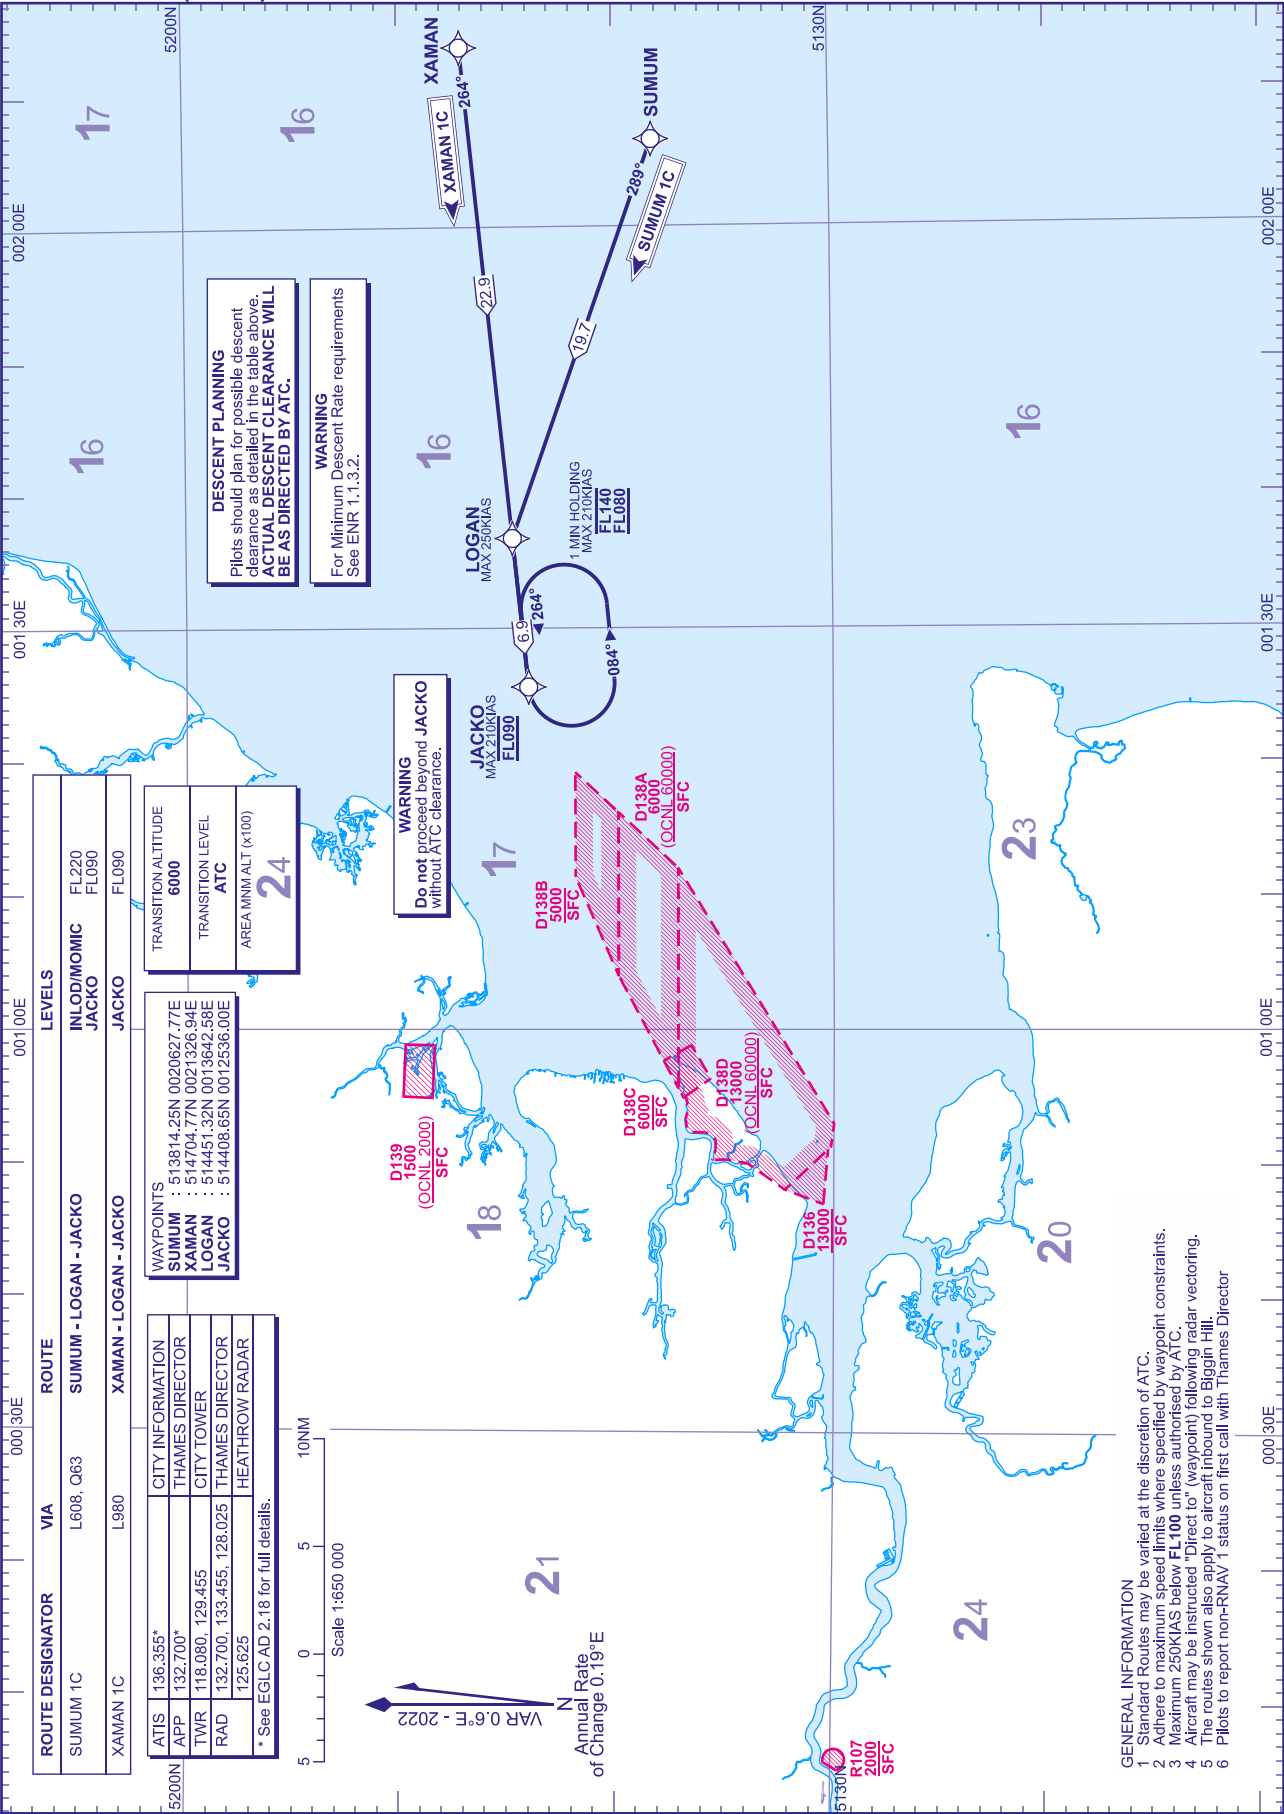 ROUTE DESIGNATOR VIA ROUTE LEVELS
SUMUM 1C L608, Q63 SUMUM - LOGAN - JACKO INLOD/MOMIC FL220
JACKO FL090
XAMAN 1C L980 XAMAN - LOGAN - JACKO JACKO FL090
ATIS 136.355* CITY INFORMATION
APP 132.700* THAMES DIRECTOR
TWR 118.080, 129.455 CITY TOWER
RAD 132.700, 133.455, 128.025 THAMES DIRECTOR
125.625 HEATHROW RADAR
* See EGLC AD 2.18 for full details.
WAYPOINTS
SUMUM : 513814.25N 0020627.77E
XAMAN : 514704.77N 0021326.94E
LOGAN : 514451.32N 0013642.58E
JACKO : 514408.65N 0012536.00E
TRANSITION ALTITUDE
6000
TRANSITION LEVEL
ATC
AREA MNM ALT (x100)
24
DESCENT PLANNING
Pilots should plan for possible descent
clearance as detailed in the table above.
ACTUAL DESCENT CLEARANCE WILL
BE AS DIRECTED BY ATC.
WARNING
For Minimum Descent Rate requirements
See ENR 1.1.3.2.
WARNING
Do not proceed beyond JACKO
without ATC clearance.
5 0 5 10NM
Scale 1:650 000
VAR 0.6°E - 2022
N
Annual Rate
of Change 0.19°E
000 30E
001 00E
001 30E
002 00E
5200N
5200N
16
17
16
16
17
18
21
XAMAN
264°
XAMAN 1C
22.9
SUMUM
289°
SUMUM 1C
19.7
LOGAN
MAX 250KIAS
6.9
264°
084°
1 MIN HOLDING
MAX 210KIAS
FL140
FL080
JACKO
MAX 210KIAS
FL090
D139
1500
(OCNL 2000)
SFC
D138B
5000
SFC
D138A
6000
(OCNL 60000)
SFC
D138C
6000
SFC
D138D
13000
(OCNL 60000)
SFC
D136
13000
SFC
R107
2000
SFC
5130N
5130N
16
23
20
24
GENERAL INFORMATION
1 Standard Routes may be varied at the discretion of ATC.
2 Adhere to maximum speed limits where specified by waypoint constraints.
3 Maximum 250KIAS below FL100 unless authorised by ATC.
4 Aircraft may be instructed "Direct to" (waypoint) following radar vectoring.
5 The routes shown also apply to aircraft inbound to Biggin Hill.
6 Pilots to report non-RNAV 1 status on first call with Thames Director
000 30E
001 00E
001 30E
002 00E